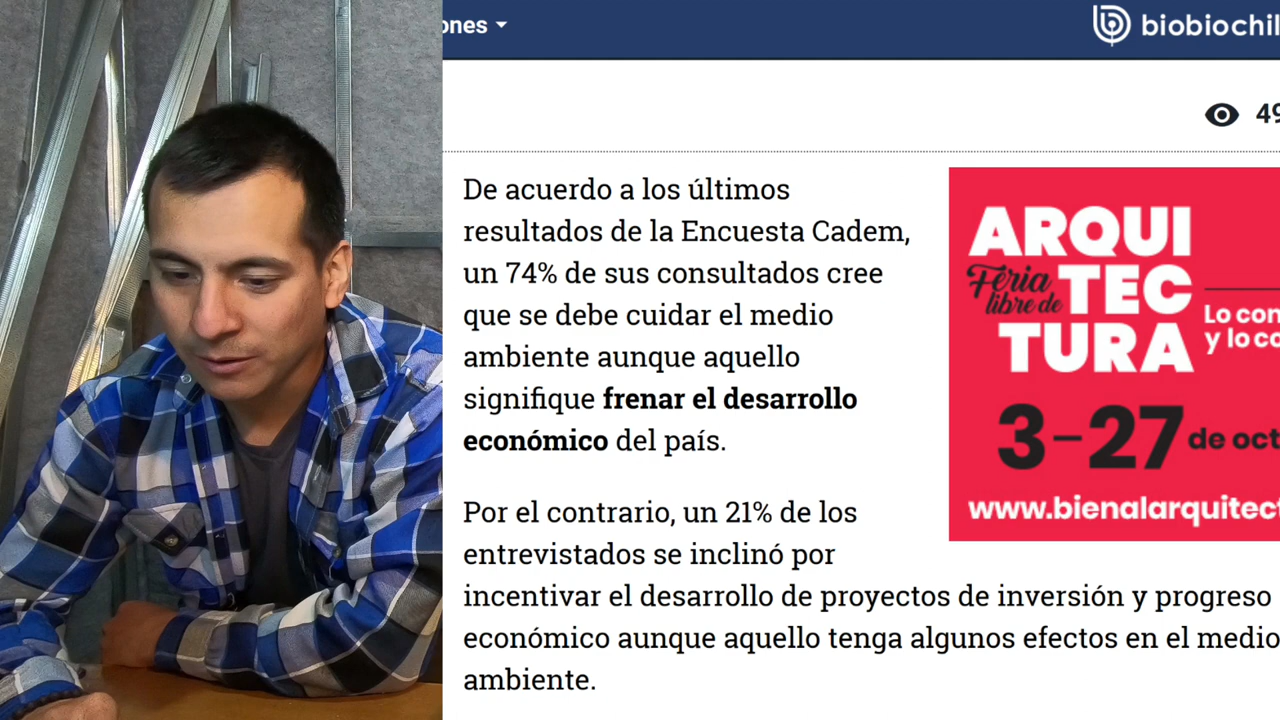 biobiochil
49
De acuerdo a los últimos
resultados de la Encuesta Cadem,
un 74% de sus consultados cree
que se debe cuidar el medio
ambiente aunque aquello
signifique frenar el desarrollo
económico del país.
Por el contrario, un 21% de los
entrevistados se inclinó por
incentivar el desarrollo de proyectos de inversión y progreso
económico aunque aquello tenga algunos efectos en el medio
ambiente.
ARQUI
Feria
libre de
TEC
TURA
Lo con
y lo co
3–27 de oct
www.bienalarquitect